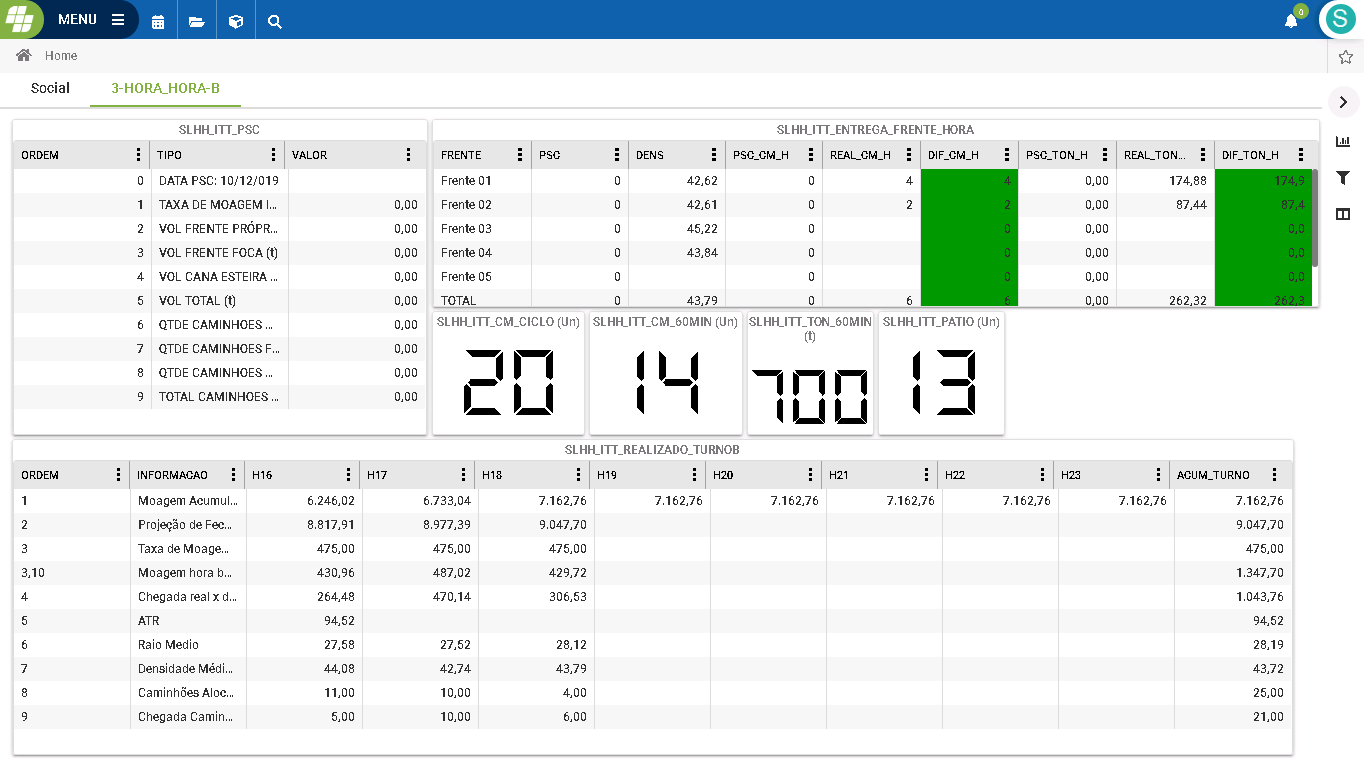 MENU
0
S
Home
Social 3-HORA_HORA-B
SLHH_ITT_PSC
ORDEM TIPO VALOR
0 DATA PSC: 10/12/019
1 TAXA DE MOAGEM I... 0,00
2 VOL FRENTE PRÓPR... 0,00
3 VOL FRENTE FOCA (t) 0,00
4 VOL CANA ESTEIRA ... 0,00
5 VOL TOTAL (t) 0,00
6 QTDE CAMINHOES ... 0,00
7 QTDE CAMINHOES F... 0,00
8 QTDE CAMINHOES ... 0,00
9 TOTAL CAMINHOES ... 0,00
SLHH_ITT_ENTREGA_FRENTE_HORA
FRENTE PSC DENS PSC_CM_H REAL_CM_H DIF_CM_H PSC_TON_H REAL_TON... DIF_TON_H
Frente 01 0 42,62 0 4 4 0,00 174,88 174,9
Frente 02 0 42,61 0 2 2 0,00 87,44 87,4
Frente 03 0 45,22 0 0 0,00 0,0
Frente 04 0 43,84 0 0 0,00 0,0
Frente 05 0 0 0 0,00 0,0
TOTAL 0 43,79 0 6 6 0,00 262,32 262,3
SLHH_ITT_CM_CICLO (Un)
20
SLHH_ITT_CM_60MIN (Un)
14
SLHH_ITT_TON_60MIN
(t)
700
SLHH_ITT_PATIO (Un)
13
SLHH_ITT_REALIZADO_TURNOB
ORDEM INFORMACAO H16 H17 H18 H19 H20 H21 H22 H23 AGUM_TURNO
1 Moagem Acumul... 6.246,02 6.733,04 7.162,76 7.162,76 7.162,76 7.162,76 7.162,76 7.162,76 7.162,76
2 Projeção de Fec... 8.817,91 8.977,39 9.047,70 9.047,70
3 Taxa de Moage... 475,00 475,00 475,00 475,00
3,10 Moagem hora b... 430,96 487,02 429,72 1.347,70
4 Chegada real x d... 264,48 470,14 306,53 1.043,76
5 ATR 94,52 94,52
6 Raio Medio 27,58 27,52 28,12 28,19
7 Densidade Médi... 44,08 42,74 43,79 43,72
8 Caminhões Aloc... 11,00 10,00 4,00 25,00
9 Chegada Camin... 5,00 10,00 6,00 21,00